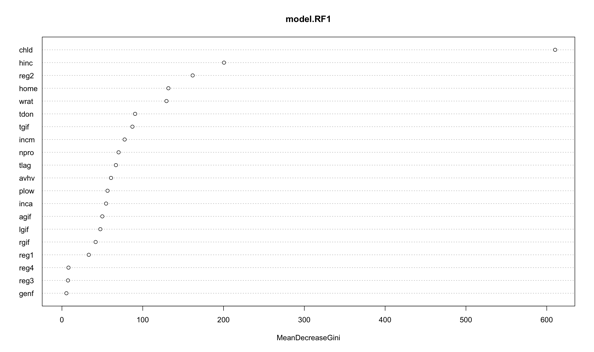 model.RF1
chld
hinc
reg2
home
wrat
tdon
tgif
incm
npro
tlag
avhv
plow
inca
agif
lgif
rgif
reg1
reg4
reg3
genf
0 100 200 300 400 500 600
MeanDecreaseGini